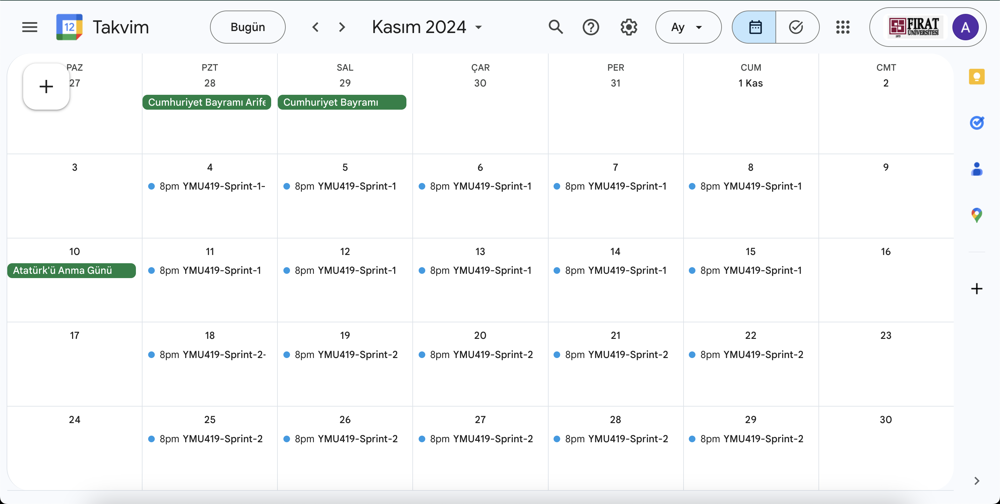 12 Takvim Bugün Kasım 2024 Ay FIRAT ÜNİVERSİTESİ 1975 A
PAZ PZT SAL ÇAR PER CUM CMT
27 28 29 30 31 1 Kas 2
Cumhuriyet Bayramı Arife Cumhuriyet Bayramı
3 4 5 6 7 8 9
8pm YMU419-Sprint-1- 8pm YMU419-Sprint-1 8pm YMU419-Sprint-1 8pm YMU419-Sprint-1 8pm YMU419-Sprint-1
10 11 12 13 14 15 16
Atatürk'ü Anma Günü 8pm YMU419-Sprint-1 8pm YMU419-Sprint-1 8pm YMU419-Sprint-1 8pm YMU419-Sprint-1 8pm YMU419-Sprint-1
17 18 19 20 21 22 23
8pm YMU419-Sprint-2- 8pm YMU419-Sprint-2 8pm YMU419-Sprint-2 8pm YMU419-Sprint-2 8pm YMU419-Sprint-2
24 25 26 27 28 29 30
8pm YMU419-Sprint-2 8pm YMU419-Sprint-2 8pm YMU419-Sprint-2 8pm YMU419-Sprint-2 8pm YMU419-Sprint-2